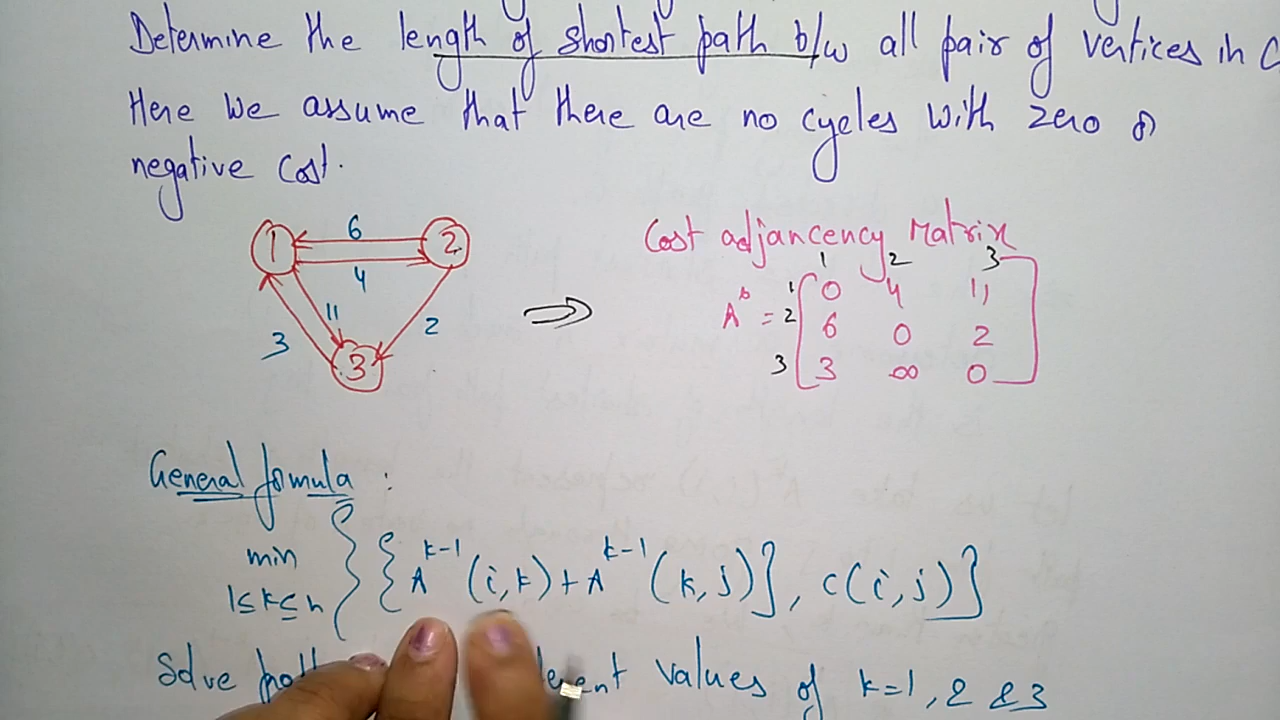 Determine the length of shortest path b/w all pair of vertices in
Here We assume that there are no cycles with zero or
negative cost.
1 6 2
4
11
3 2
3
⇒
Cost adjancency Matrix
1 2 3
1 0 4 11
A = 2 6 0 2
3 3 ∞ 0
General formula :
min { { A^{k-1} (i,k) + A^{k-1} (k,j) }, c(i,j) }
1≤k≤n
Solve values of k=1, 2 & 3